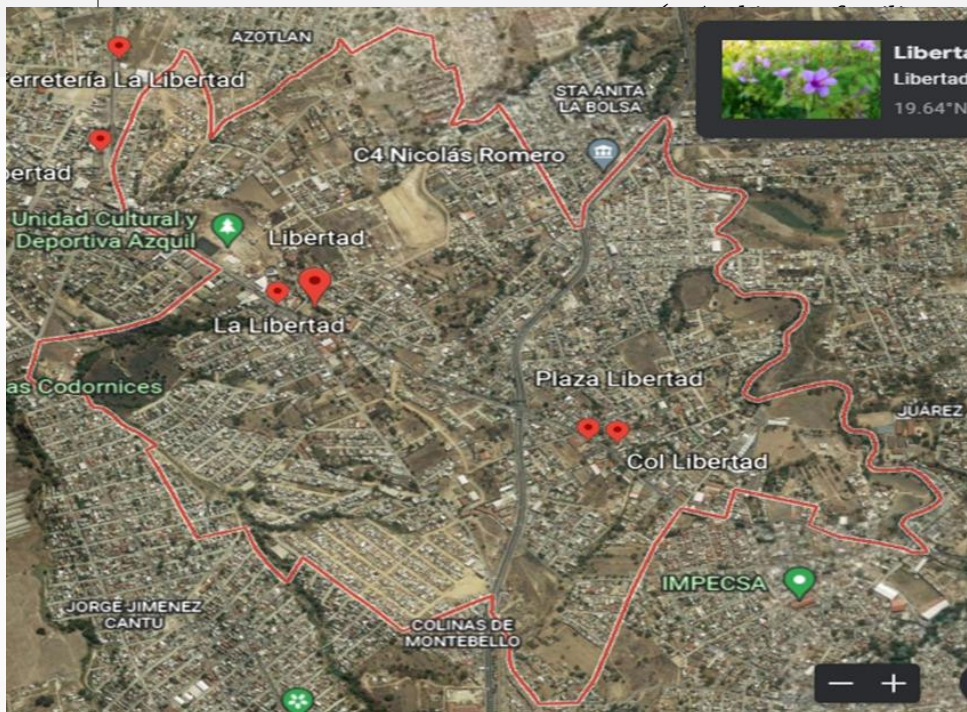 AZOTLAN
Ferretería La Libertad
STA ANITA
LA BOLSA
Liberta
Libertad
19.64°N
C4 Nicolás Romero
bertad
Unidad Cultural y
Deportiva Azquil
Libertad
La Libertad
as Codornices
Plaza Libertad
JUÁREZ
Col Libertad
IMPECSA
JORGE JIMENEZ
CANTÚ
COLINAS DE
MONTEBELLO